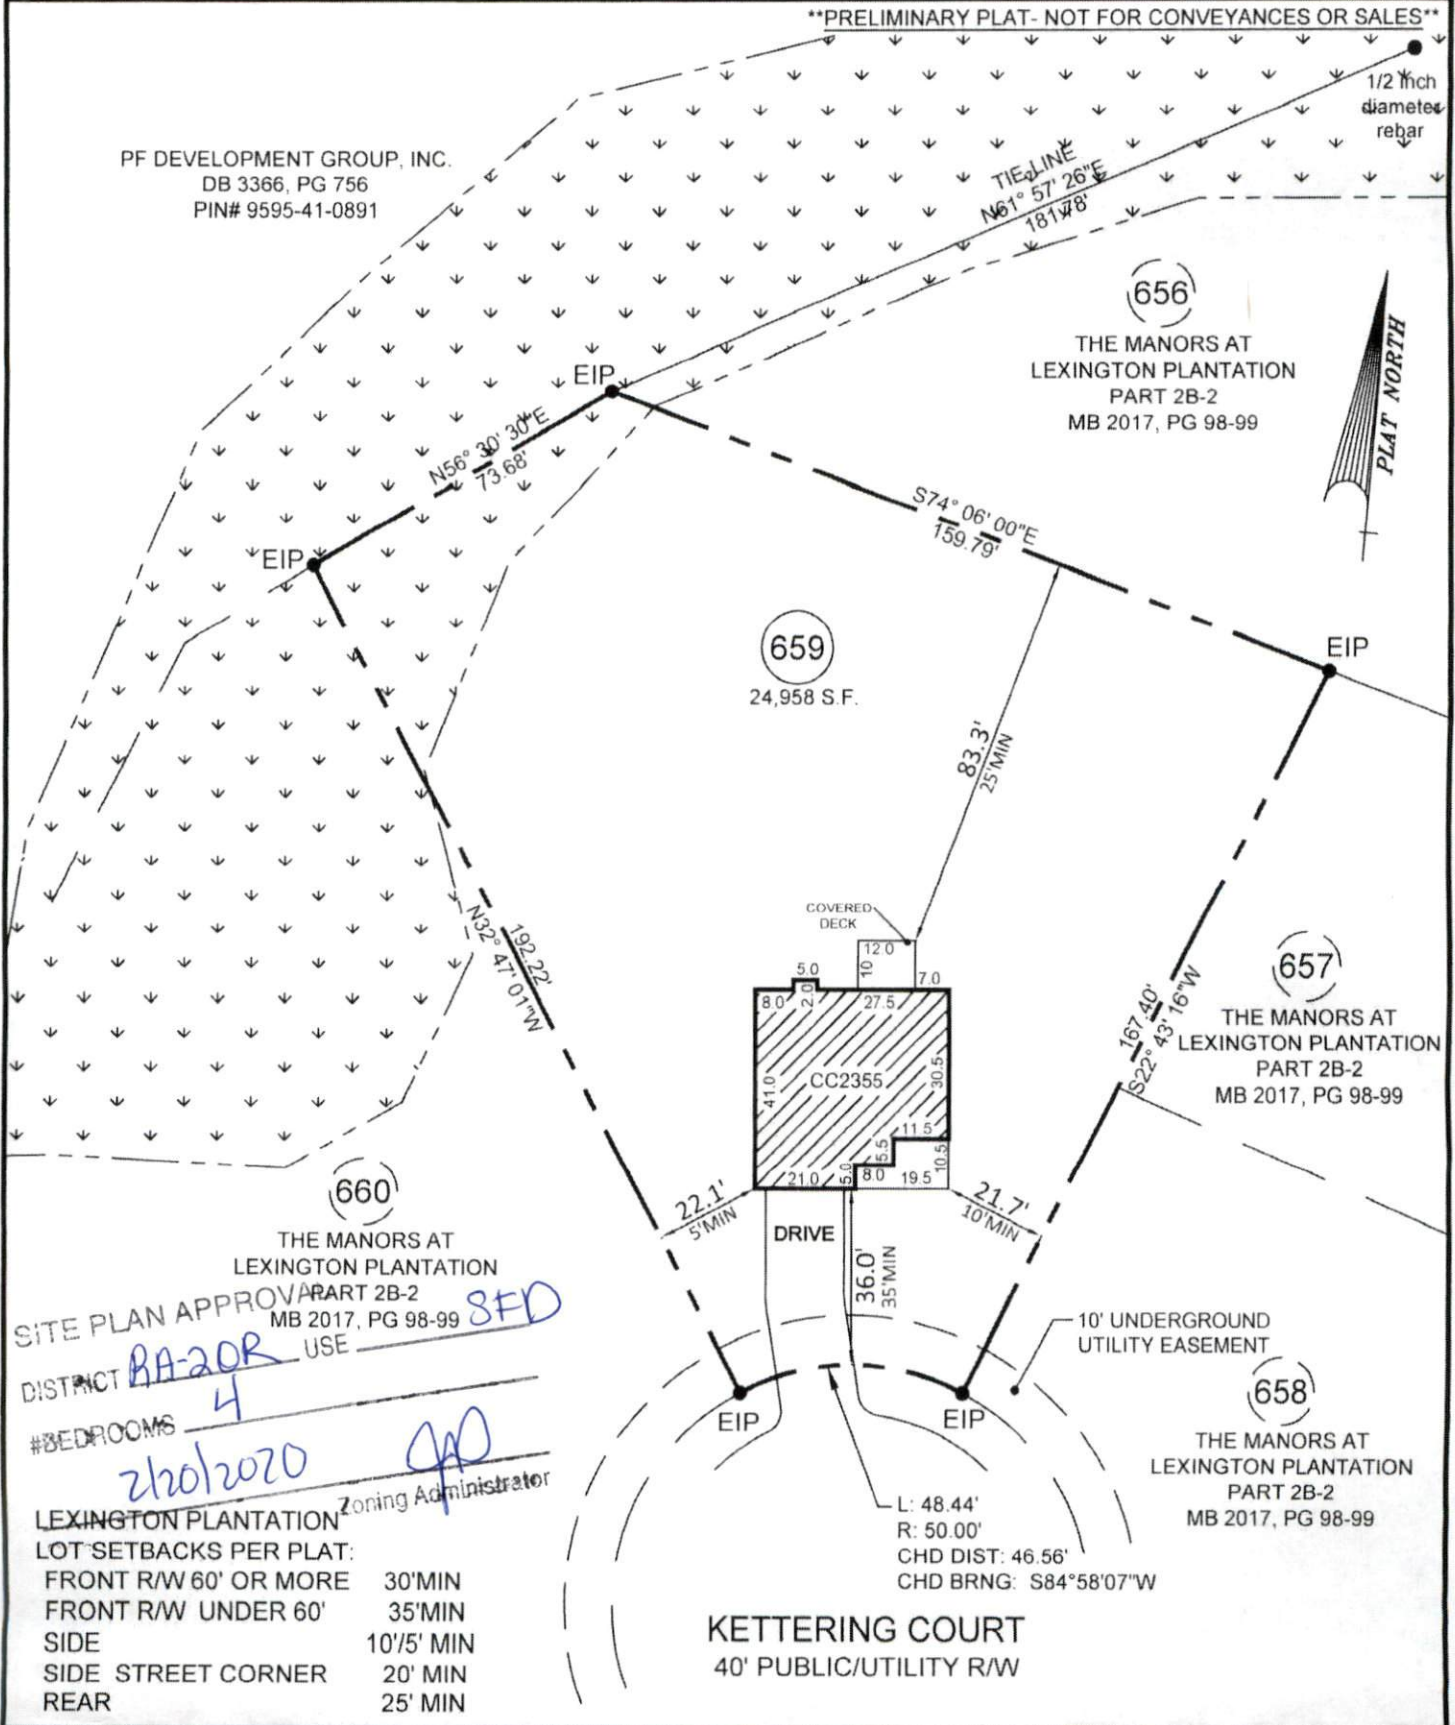 **PRELIMINARY PLAT- NOT FOR CONVEYANCES OR SALES**
1/2 inch
diameter
rebar
PF DEVELOPMENT GROUP, INC.
DB 3366, PG 756
PIN# 9595-41-0891
TIE LINE
N61° 57' 26"E
181.78'
656
THE MANORS AT
LEXINGTON PLANTATION
PART 2B-2
MB 2017, PG 98-99
PLAT NORTH
EIP
N56° 30' 30"E
73.68'
EIP
S74° 06' 00"E
159.79'
EIP
659
24,958 S.F.
83.3'
25'MIN
192.22'
N32° 47' 01"W
COVERED
DECK
12.0
10
5.0
7.0
8.0
2.0
27.5
41.0
CC2355
30.5
11.5
5.5
10.5
21.0
5.0
8.0
19.5
657
THE MANORS AT
LEXINGTON PLANTATION
PART 2B-2
MB 2017, PG 98-99
167.40'
S22° 43' 16"W
22.1'
5'MIN
DRIVE
36.0'
35'MIN
21.7'
10'MIN
660
THE MANORS AT
LEXINGTON PLANTATION
PART 2B-2
MB 2017, PG 98-99
SITE PLAN APPROVAL
DISTRICT RA-20R USE SFD
#BEDROOMS 4
2/20/2020
Zoning Administrator
10' UNDERGROUND
UTILITY EASEMENT
EIP
EIP
658
THE MANORS AT
LEXINGTON PLANTATION
PART 2B-2
MB 2017, PG 98-99
L: 48.44'
R: 50.00'
CHD DIST: 46.56'
CHD BRNG: S84°58'07"W
LEXINGTON PLANTATION
LOT SETBACKS PER PLAT:
FRONT R/W 60' OR MORE 30'MIN
FRONT R/W UNDER 60' 35'MIN
SIDE 10'/5' MIN
SIDE STREET CORNER 20' MIN
REAR 25' MIN
KETTERING COURT
40' PUBLIC/UTILITY R/W